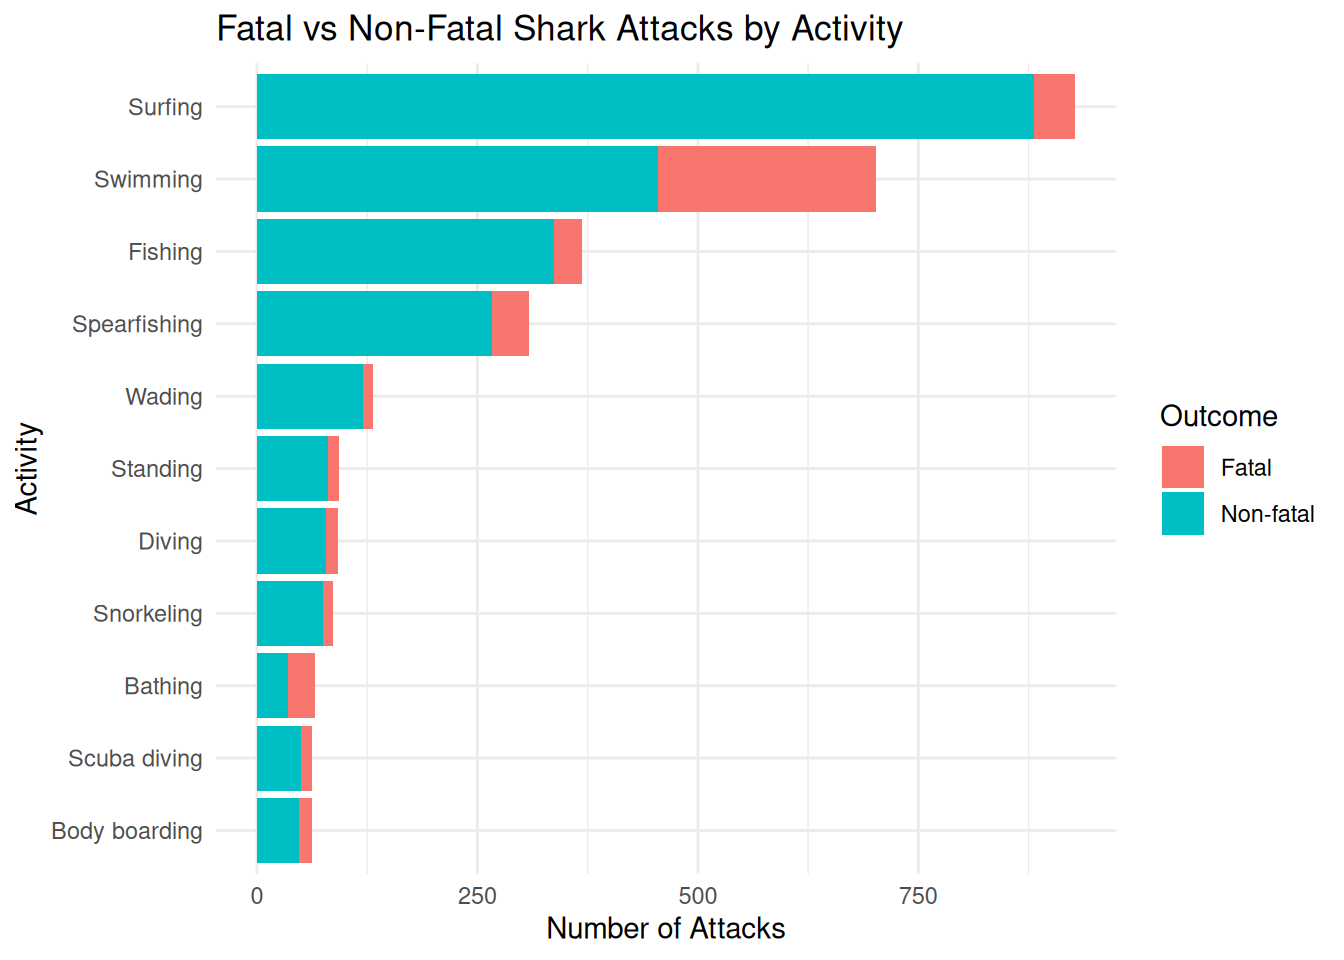 Fatal vs Non-Fatal Shark Attacks by Activity
Activity
Surfing
Swimming
Fishing
Spearfishing
Wading
Standing
Diving
Snorkeling
Bathing
Scuba diving
Body boarding
0 250 500 750
Number of Attacks
Outcome
Fatal
Non-fatal